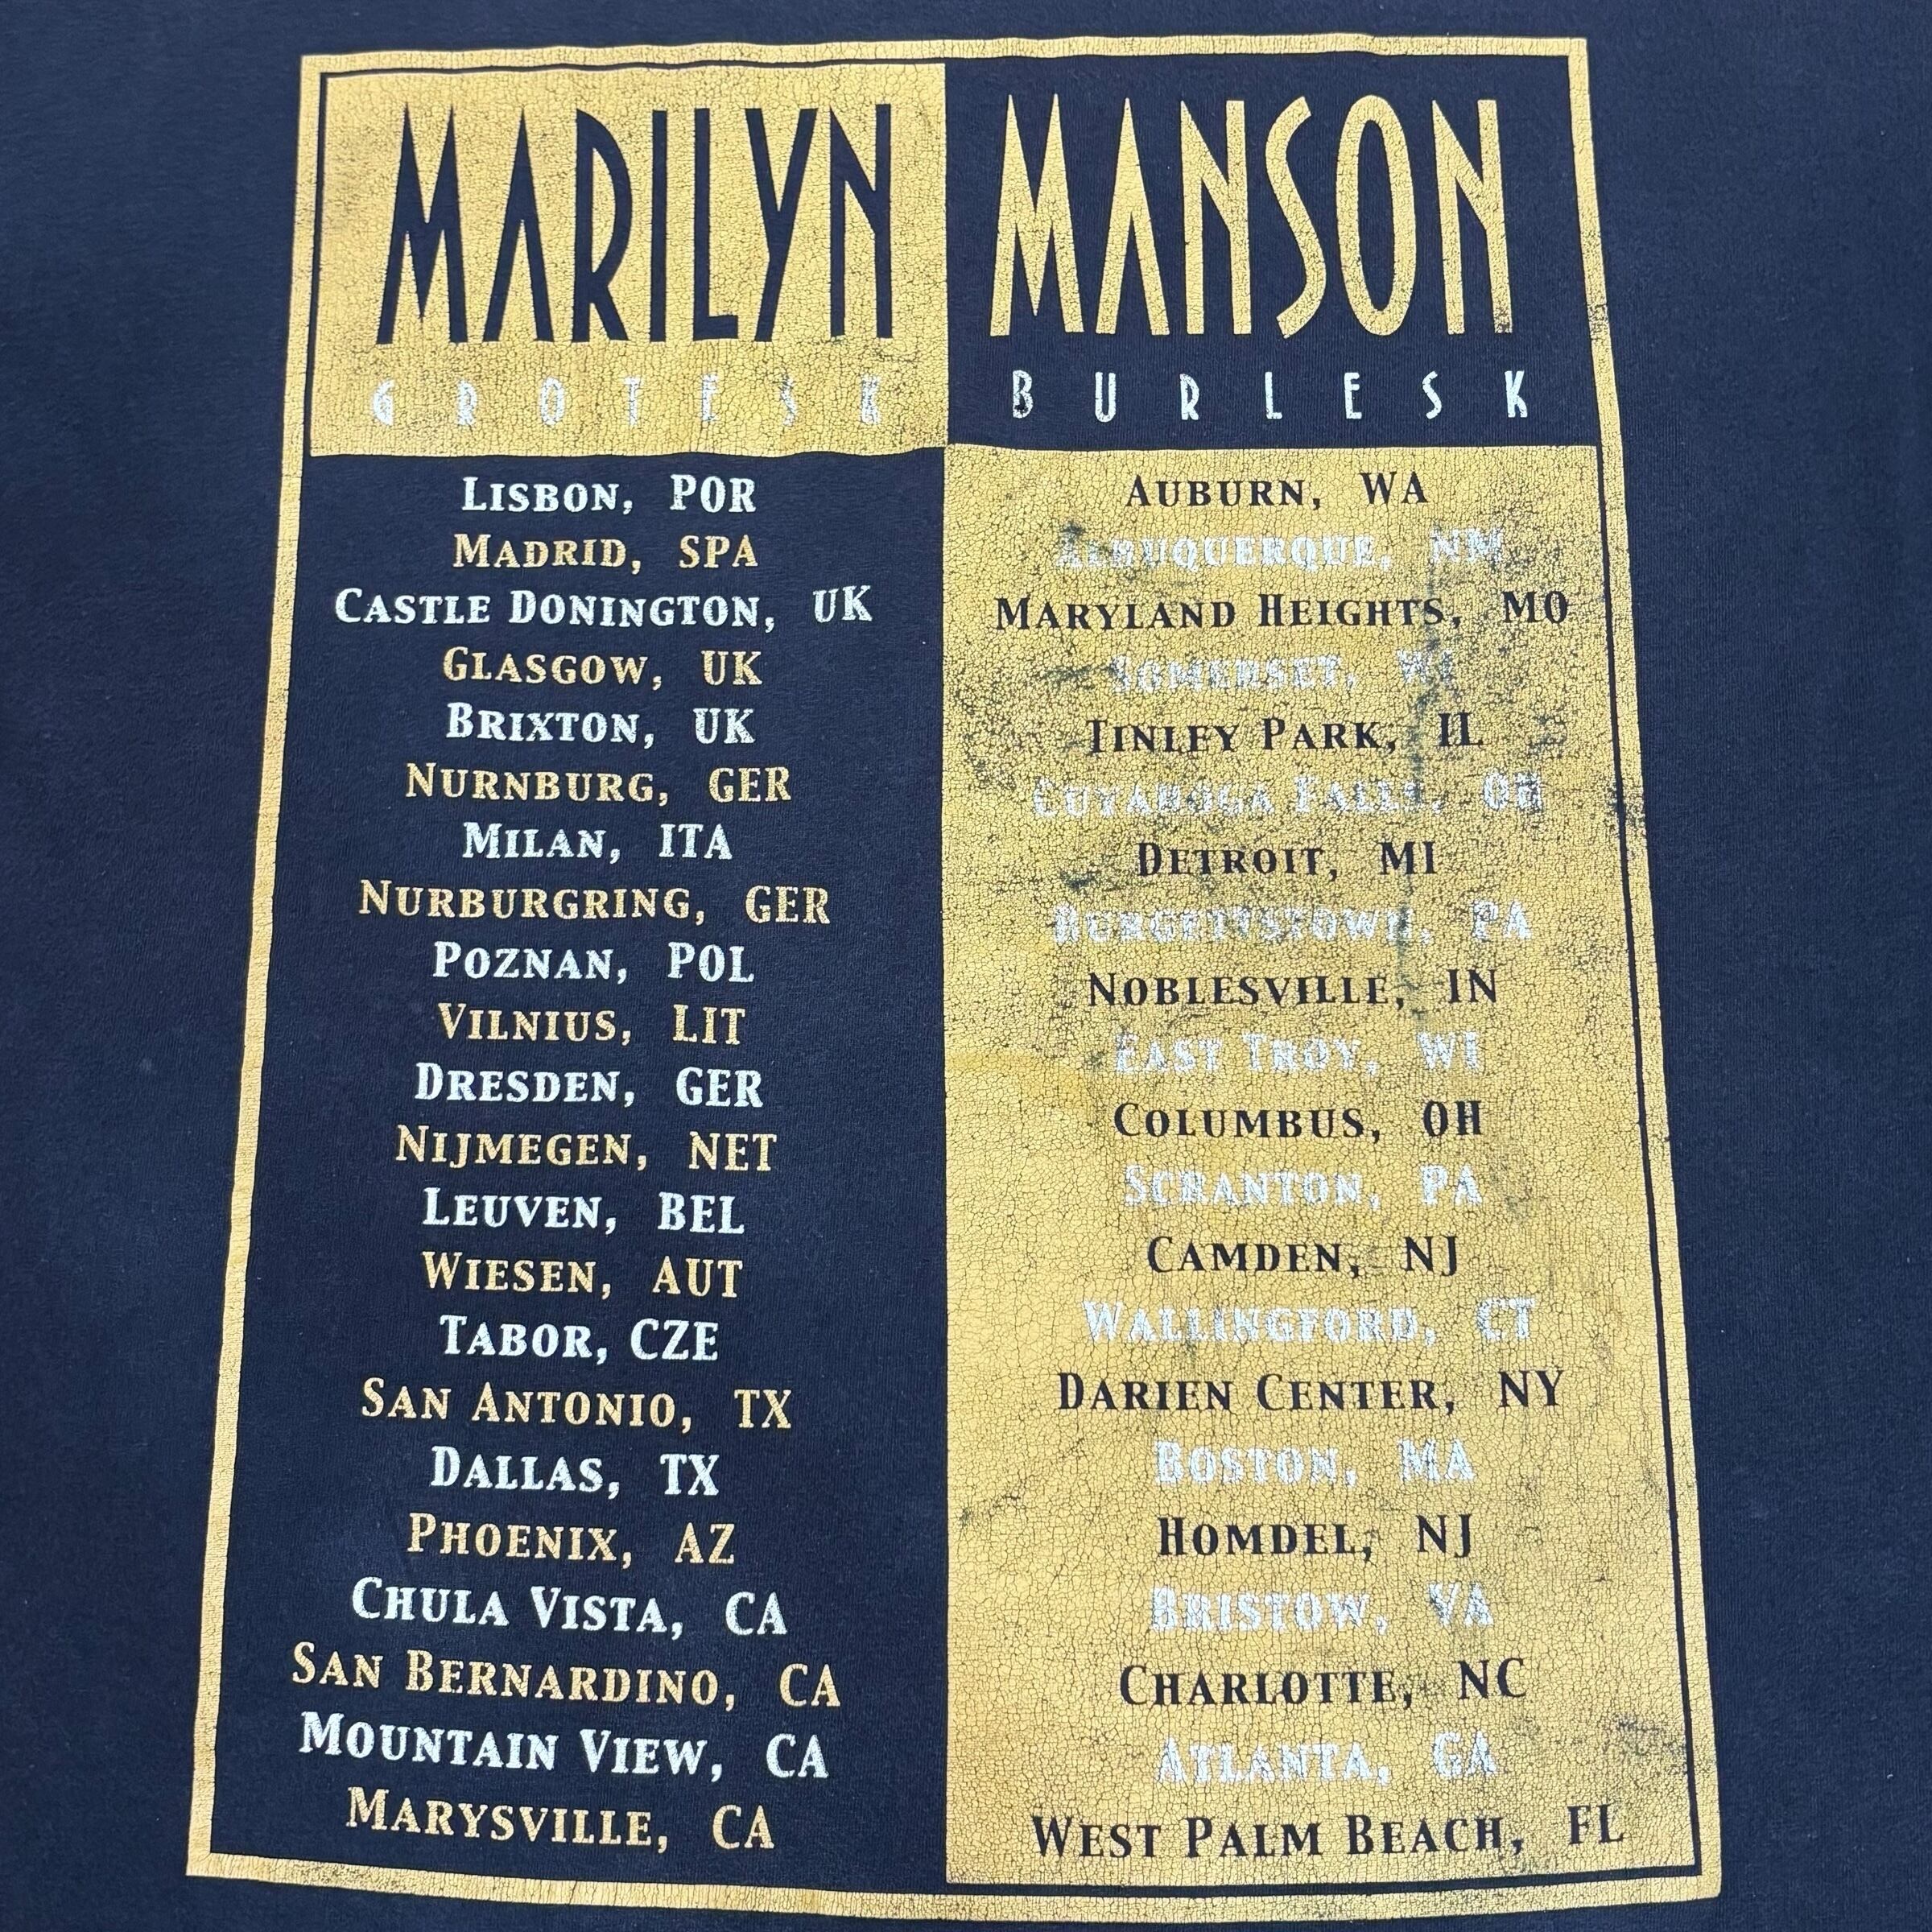 MARILYN MANSON
GROTESK BURLESK
LISBON, POR
MADRID, SPA
CASTLE DONINGTON, UK
GLASGOW, UK
BRIXTON, UK
NURNBURG, GER
MILAN, ITA
NURBURGRING, GER
POZNAN, POL
VILNIUS, LIT
DRESDEN, GER
NIJMEGEN, NET
LEUVEN, BEL
WIESEN, AUT
TABOR, CZE
SAN ANTONIO, TX
DALLAS, TX
PHOENIX, AZ
CHULA VISTA, CA
SAN BERNARDINO, CA
MOUNTAIN VIEW, CA
MARYSVILLE, CA
AUBURN, WA
ALBUQUERQUE, NM
MARYLAND HEIGHTS, MO
SOMERSET, WI
TINLEY PARK, IL
CUYAHOGA FALLS, OH
DETROIT, MI
BURGETTSTOWN, PA
NOBLESVILLE, IN
EAST TROY, WI
COLUMBUS, OH
SCRANTON, PA
CAMDEN, NJ
WALLINGFORD, CT
DARIEN CENTER, NY
BOSTON, MA
HOMDEL, NJ
BRISTOW, VA
CHARLOTTE, NC
ATLANTA, GA
WEST PALM BEACH, FL